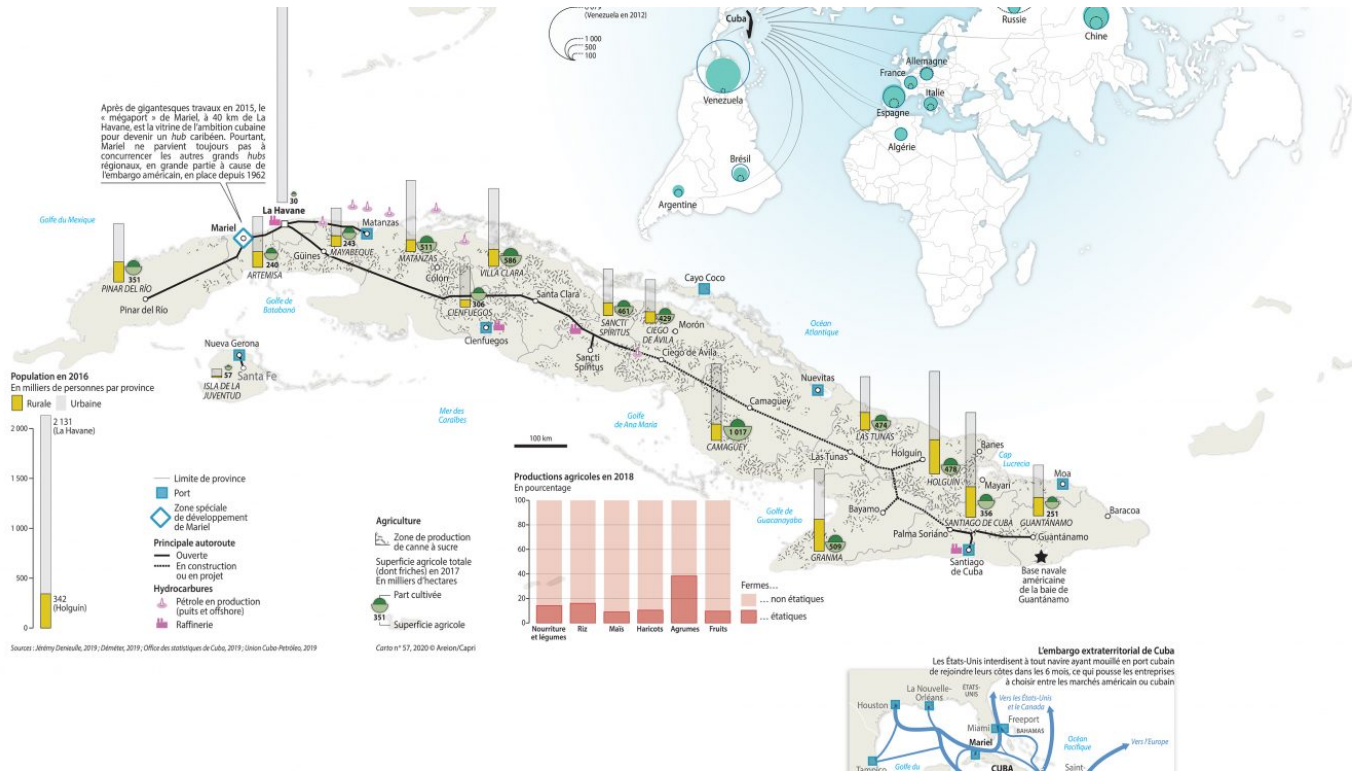 (Venezuela en 2012)
1 000
500
100
Cuba
Russie
Chine
Allemagne
France
Italie
Espagne
Algérie
Venezuela
Brésil
Argentine
Après de gigantesques travaux en 2015, le
« mégaport » de Mariel, à 40 km de La
Havane, est la vitrine de l'ambition cubaine
pour devenir un hub caribéen. Pourtant,
Mariel ne parvient toujours pas à
concurrencer les autres grands hubs
régionaux, en grande partie à cause de
l'embargo américain, en place depuis 1962
30
La Havane
Golfe du Mexique
Mariel
Matanzas
243
MAYABEQUE
511
MATANZAS
586
VILLA CLARA
351
PINAR DEL RÍO
240
ARTEMISA
Güines
Colón
Pinar del Río
Golfe de
Batabanó
306
CIENFUEGOS
Santa Clara
Cayo Coco
461
SANCTI
SPÍRITUS
429
CIEGO
DE ÁVILA
Morón
Océan
Atlantique
Cienfuegos
Sancti
Spíritus
Ciego de Ávila
Nueva Gerona
57
Santa Fe
ISLA DE LA
JUVENTUD
Nuevitas
Camagüey
Mer des
Caraïbes
Golfe
de Ana María
1 017
CAMAGÜEY
474
LAS TUNAS
Las Tunas
Holguín
478
HOLGUÍN
Banes
Cap
Lucrecia
Mayarí
Moa
356
SANTIAGO DE CUBA
251
GUANTÁNAMO
Baracoa
Golfe de
Guacanayabo
Bayamo
509
GRANMA
Palma Soriano
Guantánamo
Santiago
de Cuba
Base navale
américaine
de la baie de
Guantánamo
Population en 2016
En milliers de personnes par province
Rurale
Urbaine
2 131
(La Havane)
2 000
1 500
1 000
500
0
342
(Holguín)
Limite de province
Port
Zone spéciale
de développement
de Mariel
Principale autoroute
Ouverte
En construction
ou en projet
Hydrocarbures
Pétrole en production
(puits et offshore)
Raffinerie
Agriculture
Zone de production
de canne à sucre
Superficie agricole totale
(dont friches) en 2017
En milliers d'hectares
Part cultivée
351
Superficie agricole
100 km
Productions agricoles en 2018
En pourcentage
100
80
60
40
20
0
Nourriture
et légumes
Riz
Maïs
Haricots
Agrumes
Fruits
Fermes...
... non étatiques
... étatiques
Sources : Jérémy Denieulle, 2019 ; Déméter, 2019 ; Office des statistiques de Cuba, 2019 ; Union Cuba-Petróleo, 2019
Carto n° 57, 2020 © Areion/Capri
L'embargo extraterritorial de Cuba
Les États-Unis interdisent à tout navire ayant mouillé en port cubain
de rejoindre leurs côtes dans les 6 mois, ce qui pousse les entreprises
à choisir entre les marchés américain ou cubain
Houston
La Nouvelle-
Orléans
ÉTATS-
UNIS
Vers les États-Unis
et le Canada
Miami
Freeport
BAHAMAS
Océan
Pacifique
Vers l'Europe
Mariel
CUBA
Golfe du
Saint-